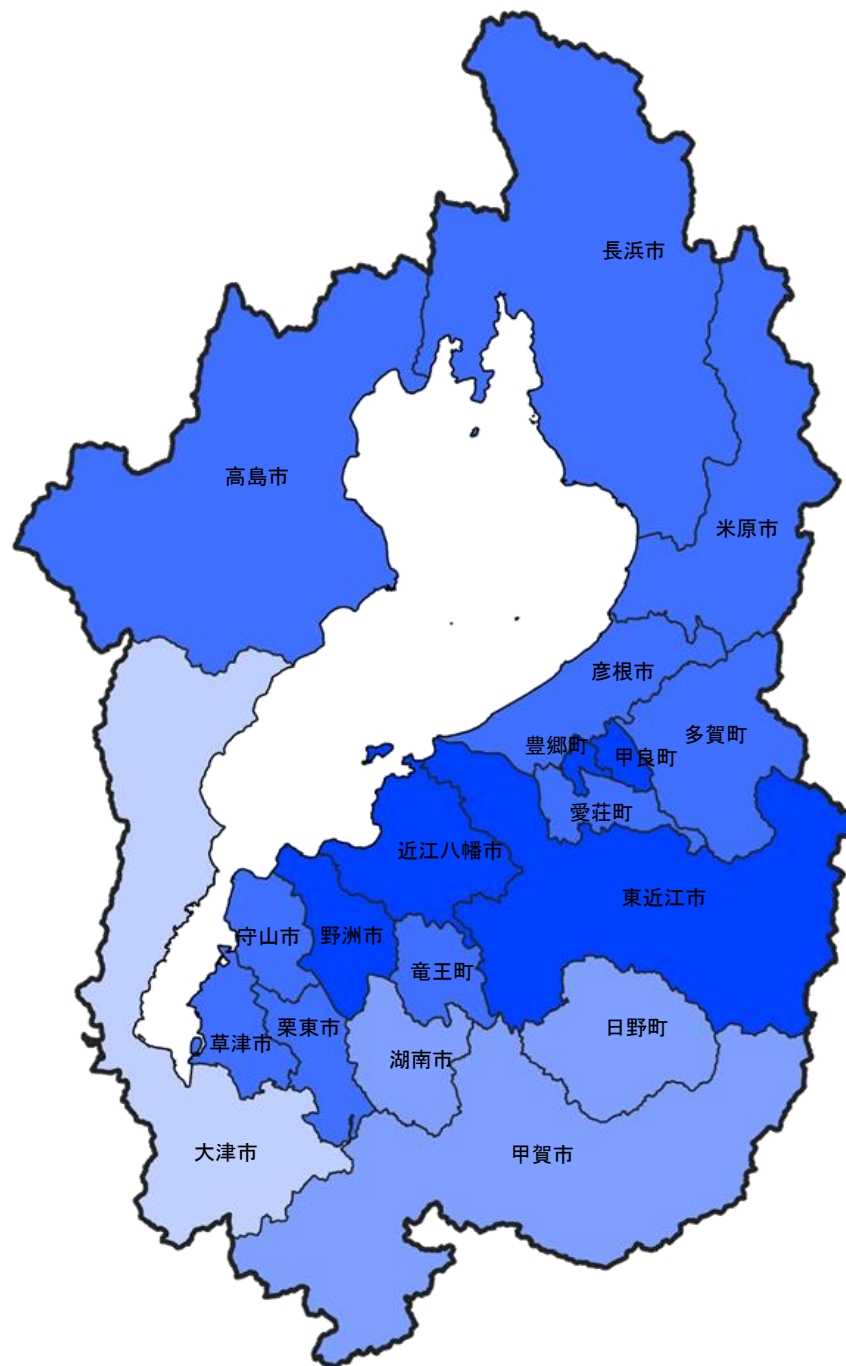 長浜市
高島市
米原市
彦根市
多賀町
豊郷町
甲良町
愛荘町
近江八幡市
東近江市
守山市
野洲市
竜王町
日野町
栗東市
草津市
湖南市
大津市
甲賀市